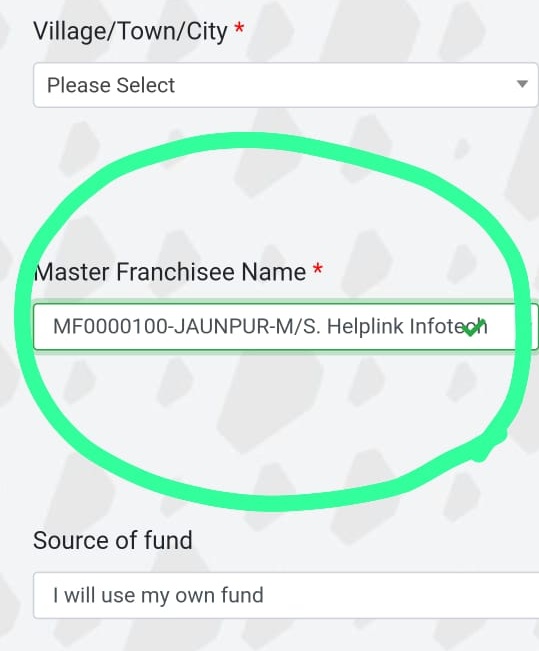 Village/Town/City *
Please Select
Master Franchisee Name *
MF0000100-JAUNPUR-M/S. Helplink Infotech
Source of fund
I will use my own fund